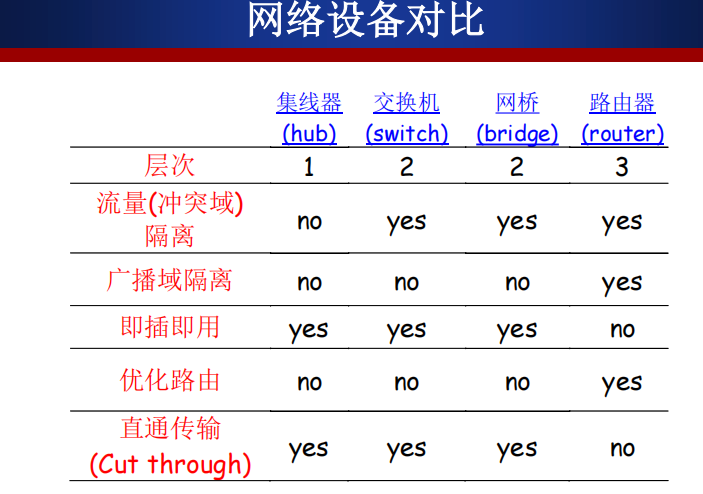 网络设备对比
集线器 交换机 网桥 路由器
(hub) (switch) (bridge) (router)
层次 1 2 2 3
流量(冲突域)
隔离 no yes yes yes
广播域隔离 no no no yes
即插即用 yes yes yes no
优化路由 no no no yes
直通传输
(Cut through) yes yes yes no